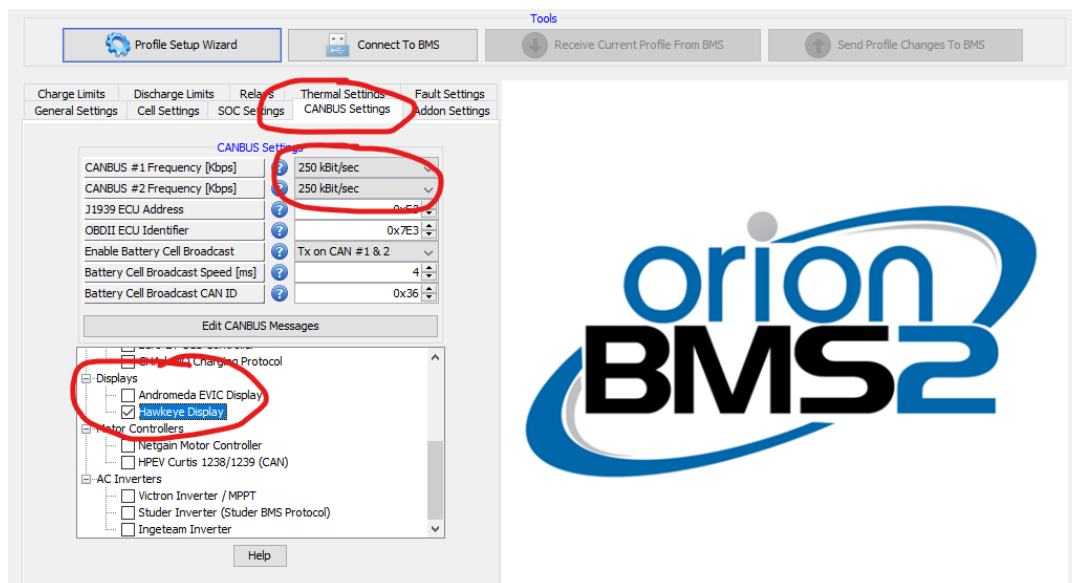 Tools
Profile Setup Wizard
Connect To BMS
Receive Current Profile From BMS
Send Profile Changes To BMS
Charge Limits Discharge Limits Relays Thermal Settings Fault Settings
General Settings Cell Settings SOC Settings CANBUS Settings Addon Settings
CANBUS Settings
CANBUS #1 Frequency [Kbps] ? 250 kBit/sec
CANBUS #2 Frequency [Kbps] ? 250 kBit/sec
J1939 ECU Address ?
OBDII ECU Identifier ? 0x7E3
Enable Battery Cell Broadcast ? Tx on CAN #1 & 2
Battery Cell Broadcast Speed [ms] ? 4
Battery Cell Broadcast CAN ID ? 0x36
Edit CANBUS Messages
Charging Protocol
Displays
Andromeda EVIC Display
Hawkeye Display
Motor Controllers
Netgain Motor Controller
HPEV Curtis 1238/1239 (CAN)
AC Inverters
Victron Inverter / MPPT
Studer Inverter (Studer BMS Protocol)
Ingeteam Inverter
Help
orion
BMS2